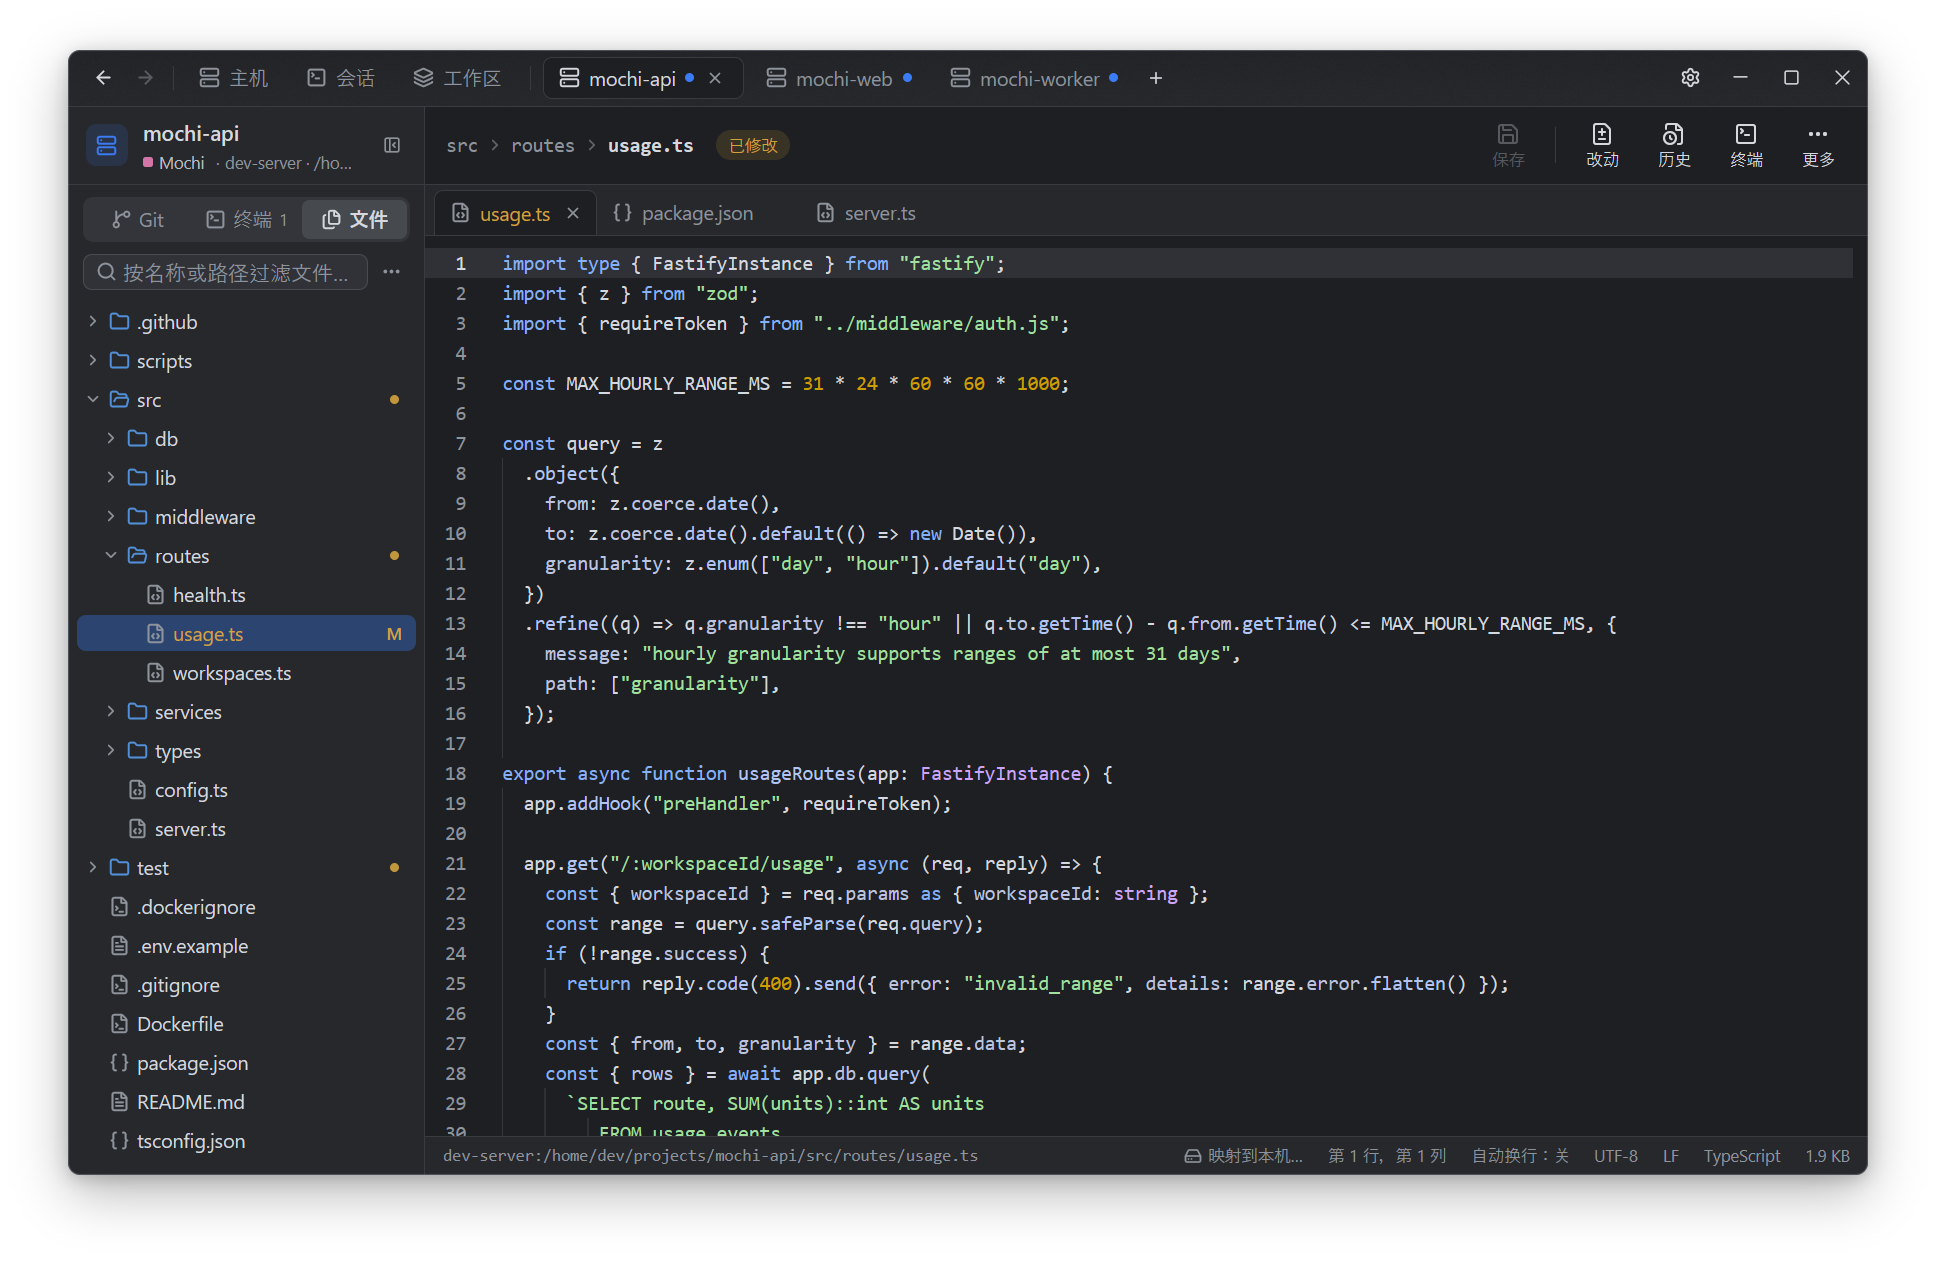 主机 会话 工作区 mochi-api mochi-web mochi-worker
mochi-api
Mochi · dev-server · /ho...
src routes usage.ts 已修改
保存 改动 历史 终端 更多
Git 终端 1 文件
按名称或路径过滤文件...
.github
scripts
src
db
lib
middleware
routes
health.ts
usage.ts M
workspaces.ts
services
types
config.ts
server.ts
test
.dockerignore
.env.example
.gitignore
Dockerfile
package.json
README.md
tsconfig.json
usage.ts package.json server.ts
1 import type { FastifyInstance } from "fastify";
2 import { z } from "zod";
3 import { requireToken } from "../middleware/auth.js";
4
5 const MAX_HOURLY_RANGE_MS = 31 * 24 * 60 * 60 * 1000;
6
7 const query = z
8 .object({
9 from: z.coerce.date(),
10 to: z.coerce.date().default(() => new Date()),
11 granularity: z.enum(["day", "hour"]).default("day"),
12 })
13 .refine((q) => q.granularity !== "hour" || q.to.getTime() - q.from.getTime() <= MAX_HOURLY_RANGE_MS, {
14 message: "hourly granularity supports ranges of at most 31 days",
15 path: ["granularity"],
16 });
17
18 export async function usageRoutes(app: FastifyInstance) {
19 app.addHook("preHandler", requireToken);
20
21 app.get("/:workspaceId/usage", async (req, reply) => {
22 const { workspaceId } = req.params as { workspaceId: string };
23 const range = query.safeParse(req.query);
24 if (!range.success) {
25 return reply.code(400).send({ error: "invalid_range", details: range.error.flatten() });
26 }
27 const { from, to, granularity } = range.data;
28 const { rows } = await app.db.query(
29 `SELECT route, SUM(units)::int AS units
30 FROM usage_events
dev-server:/home/dev/projects/mochi-api/src/routes/usage.ts 映射到本机... 第 1 行，第 1 列 自动换行：关 UTF-8 LF TypeScript 1.9 KB